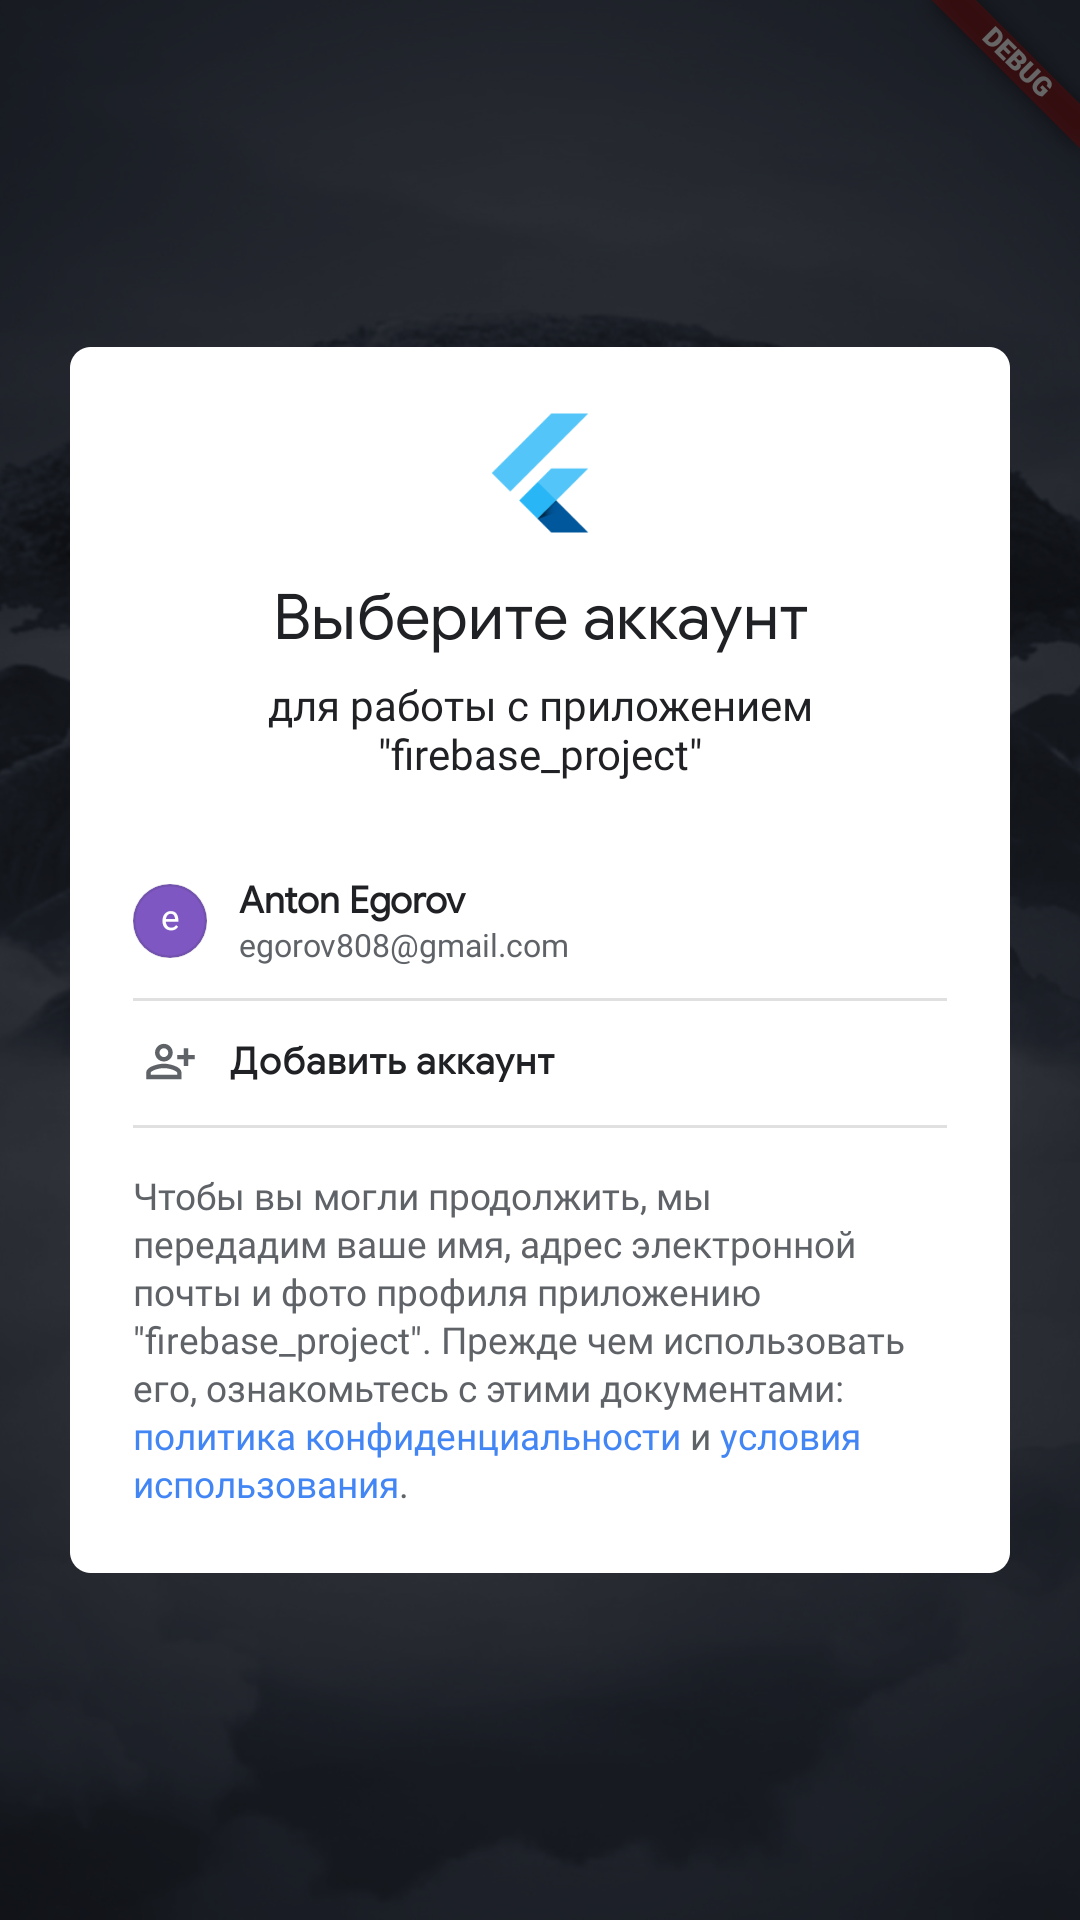 DEBUG
Выберите аккаунт
для работы с приложением
"firebase_project"
e
Anton Egorov
egorov808@gmail.com
Добавить аккаунт
Чтобы вы могли продолжить, мы
передадим ваше имя, адрес электронной
почты и фото профиля приложению
"firebase_project". Прежде чем использовать
его, ознакомьтесь с этими документами:
политика конфиденциальности и условия
использования.